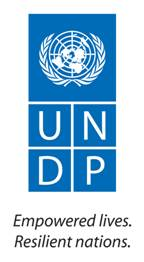 U N
D P
Empowered lives.
Resilient nations.